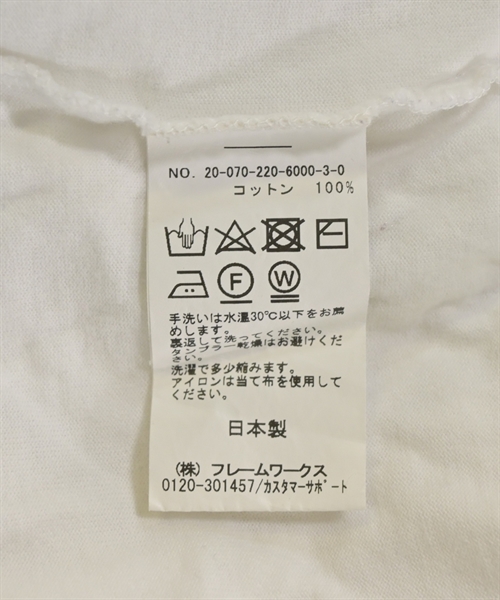 NO. 20-070-220-6000-3-0
コットン 100%
F W
手洗いは水温30℃以下をお薦
めします。
裏返して洗ってください。
タンブラー乾燥はお避けくだ
さい。
洗濯で多少縮みます。
アイロンは当て布を使用して
ください。
日本製
(株) フレームワークス
0120-301457/カスタマーサポート